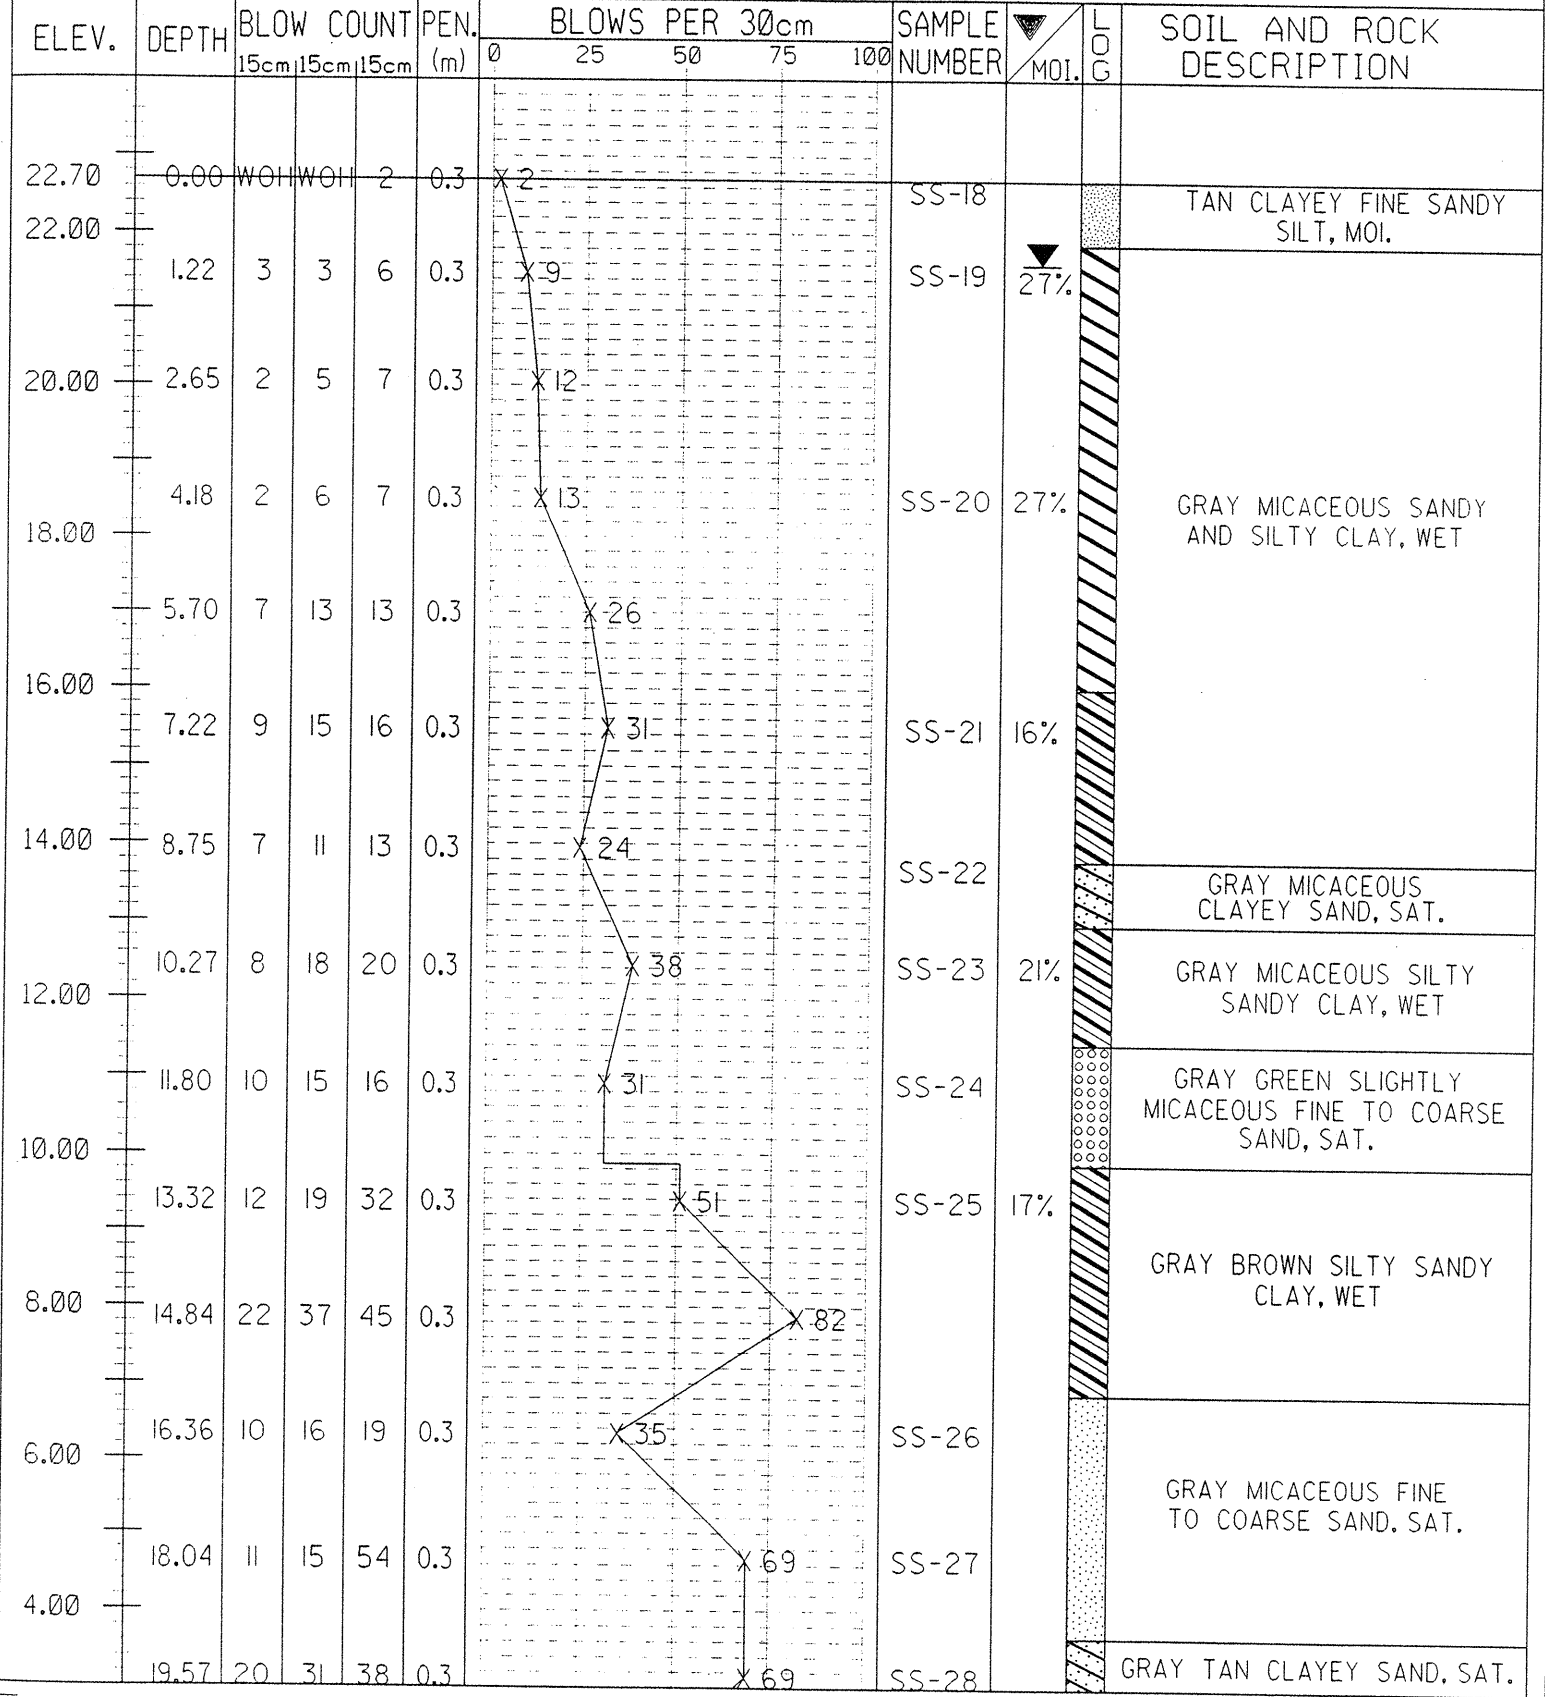 ELEV. DEPTH BLOW COUNT PEN. BLOWS PER 30cm SAMPLE MOI. LOG SOIL AND ROCK
15cm 15cm 15cm (m) 0 25 50 75 100 NUMBER DESCRIPTION
22.70 0.00 WOH WOH 2 0.3 2
SS-18 TAN CLAYEY FINE SANDY
22.00 SILT, MOI.
1.22 3 3 6 0.3 9 SS-19 27%
20.00 2.65 2 5 7 0.3 12
4.18 2 6 7 0.3 13 SS-20 27% GRAY MICACEOUS SANDY
18.00 AND SILTY CLAY, WET
5.70 7 13 13 0.3 26
16.00
7.22 9 15 16 0.3 31 SS-21 16%
14.00 8.75 7 11 13 0.3 24
SS-22 GRAY MICACEOUS
CLAYEY SAND, SAT.
10.27 8 18 20 0.3 38 SS-23 21% GRAY MICACEOUS SILTY
12.00 SANDY CLAY, WET
11.80 10 15 16 0.3 31 SS-24 GRAY GREEN SLIGHTLY
MICACEOUS FINE TO COARSE
10.00 SAND, SAT.
13.32 12 19 32 0.3 51 SS-25 17%
GRAY BROWN SILTY SANDY
8.00 CLAY, WET
14.84 22 37 45 0.3 82
16.36 10 16 19 0.3 35 SS-26
6.00
GRAY MICACEOUS FINE
TO COARSE SAND, SAT.
18.04 11 15 54 0.3 69 SS-27
4.00
19.57 20 31 38 0.3 69 SS-28 GRAY TAN CLAYEY SAND, SAT.